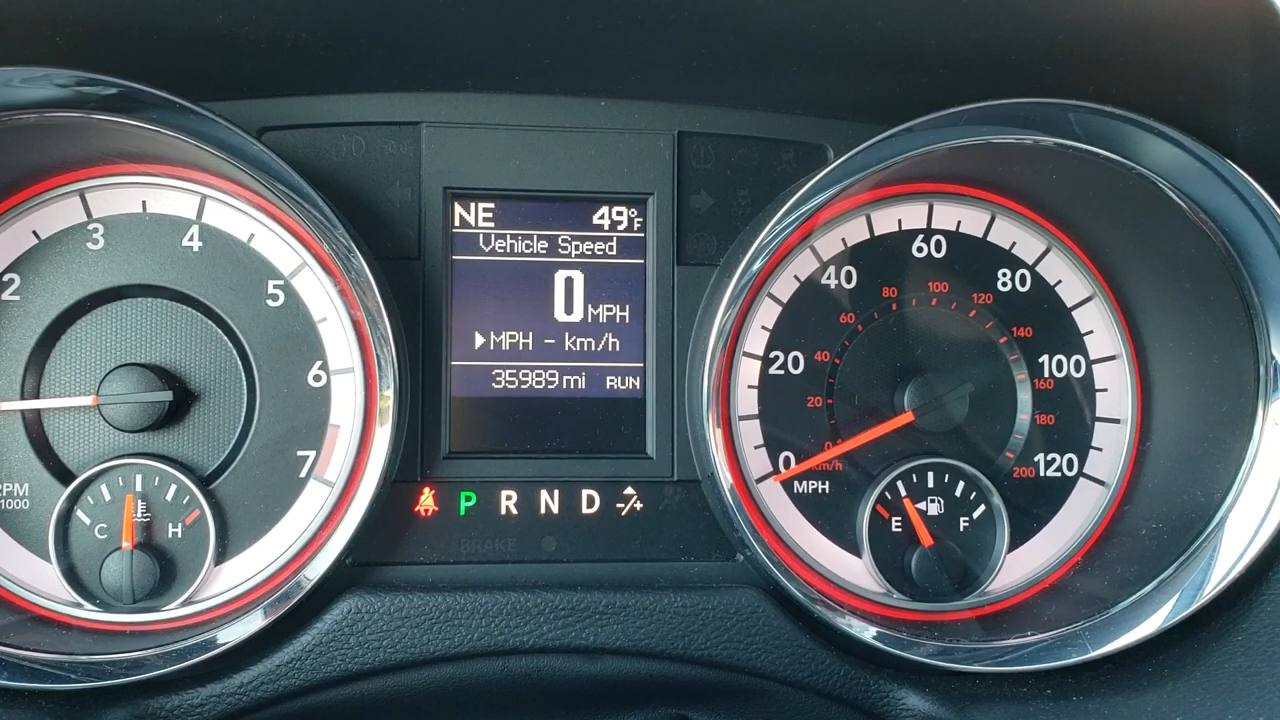 NE 49°F
Vehicle Speed
0 MPH
▶MPH - km/h
35989 mi RUN
P R N D -/+
BRAKE
2 3 4 5 6 7
RPM
1000
C H
0 20 40 60 80 100 120
MPH
0 20 40 60 80 100 120 140 160 180 200
km/h
E F